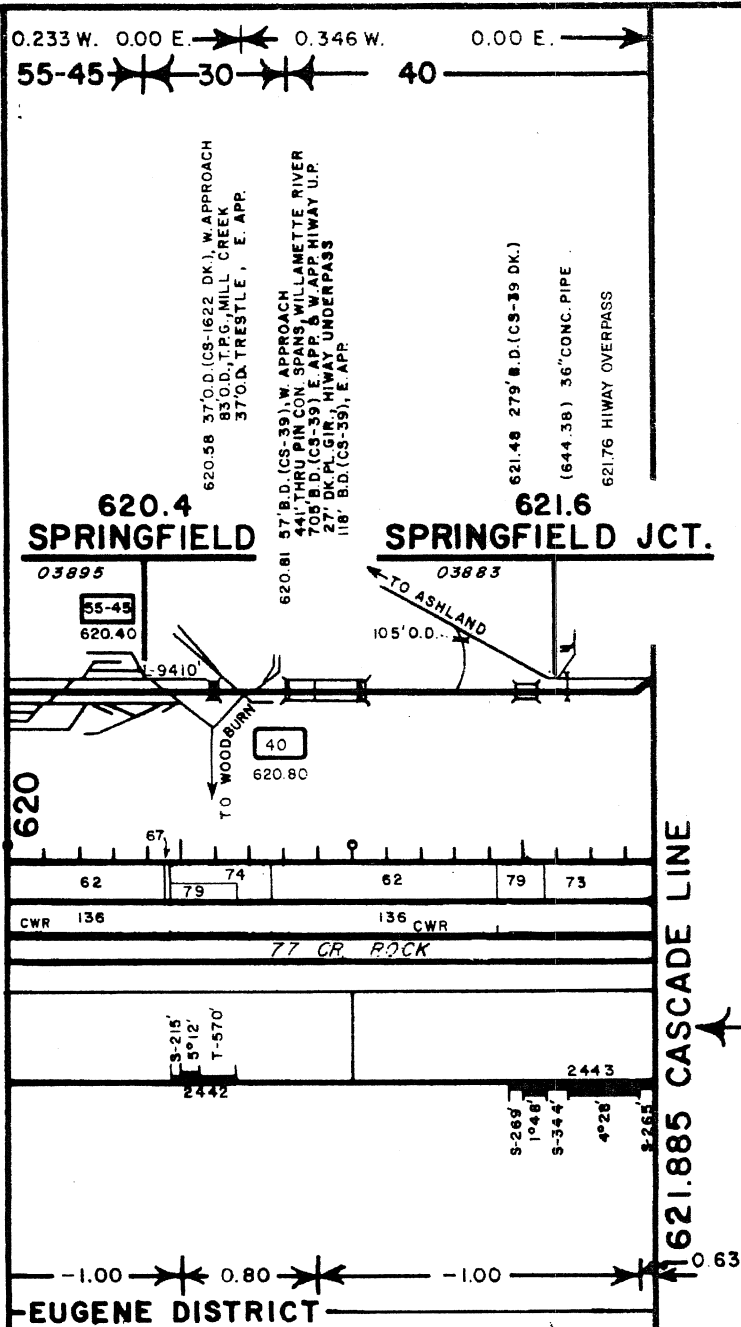 0.233 W. 0.00 E. 0.346 W. 0.00 E.
55-45 30 40
620.58 37' O.D. (CS-1622 DK.), W. APPROACH
83' O.D., T.P.G., MILL CREEK
37' O.D. TRESTLE, E. APP.
620.81 57' B.D. (CS-39), W. APPROACH
441' THRU PIN CON. SPANS, WILLAMETTE RIVER
705' B.D. (CS-39) E. APP. & W. APP. HIWAY U.P.
27' DK. PL. GIR., HIWAY UNDERPASS
118' B.D. (CS-39), E. APP.
621.48 279' B.D. (CS-39 DK.)
(644.38) 36" CONC. PIPE
621.76 HIWAY OVERPASS
620.4
SPRINGFIELD
03895
621.6
SPRINGFIELD JCT.
03883
55-45
620.40
TO ASHLAND
105' O.D.
L-9410'
TO WOODBURN
40
620.80
620
67
62 79 74 62 79 73
CWR 136 136 CWR
77 CR. ROCK
S-215'
5°12'
T-570'
2442
2443
S-269'
1°48'
S-344'
4°28'
S-265'
621.885 CASCADE LINE
-1.00 0.80 -1.00 0.63
EUGENE DISTRICT